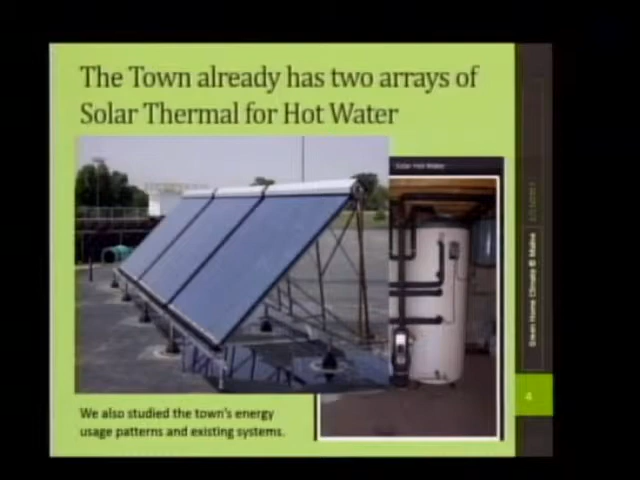 The Town already has two arrays of
Solar Thermal for Hot Water
Solar Hot Water
We also studied the town's energy
usage patterns and existing systems.
4